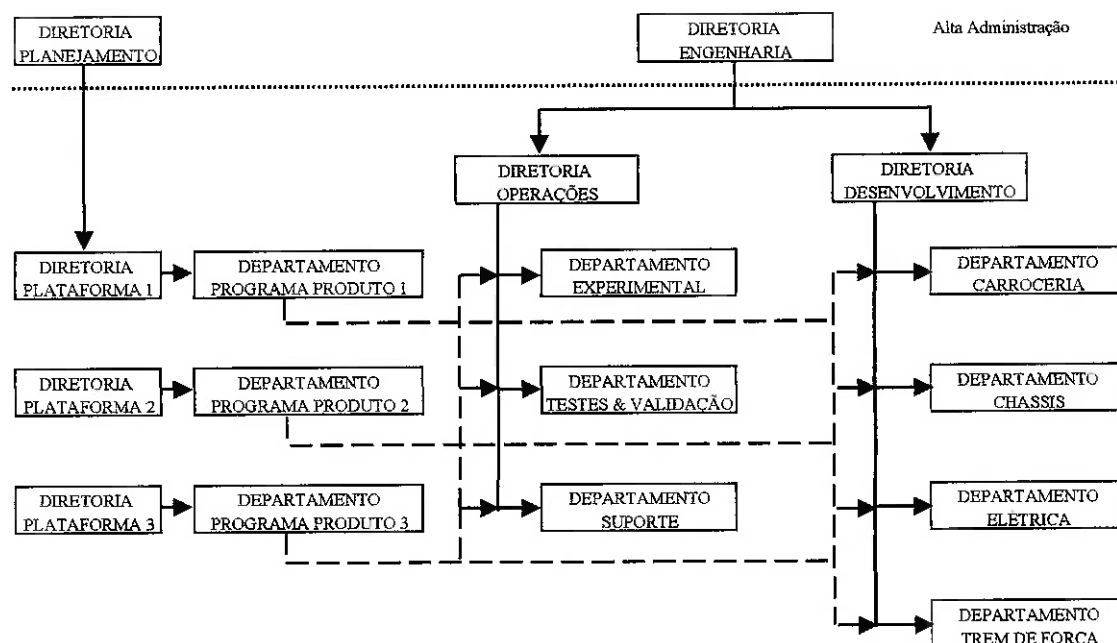 DIRETORIA
PLANEJAMENTO
DIRETORIA
ENGENHARIA
Alta Administração
DIRETORIA
OPERAÇÕES
DIRETORIA
DESENVOLVIMENTO
DIRETORIA
PLATAFORMA 1
DEPARTAMENTO
PROGRAMA PRODUTO 1
DEPARTAMENTO
EXPERIMENTAL
DEPARTAMENTO
CARROCERIA
DIRETORIA
PLATAFORMA 2
DEPARTAMENTO
PROGRAMA PRODUTO 2
DEPARTAMENTO
TESTES & VALIDAÇÃO
DEPARTAMENTO
CHASSIS
DIRETORIA
PLATAFORMA 3
DEPARTAMENTO
PROGRAMA PRODUTO 3
DEPARTAMENTO
SUPORTE
DEPARTAMENTO
ELÉTRICA
DEPARTAMENTO
TREM DE FORÇA